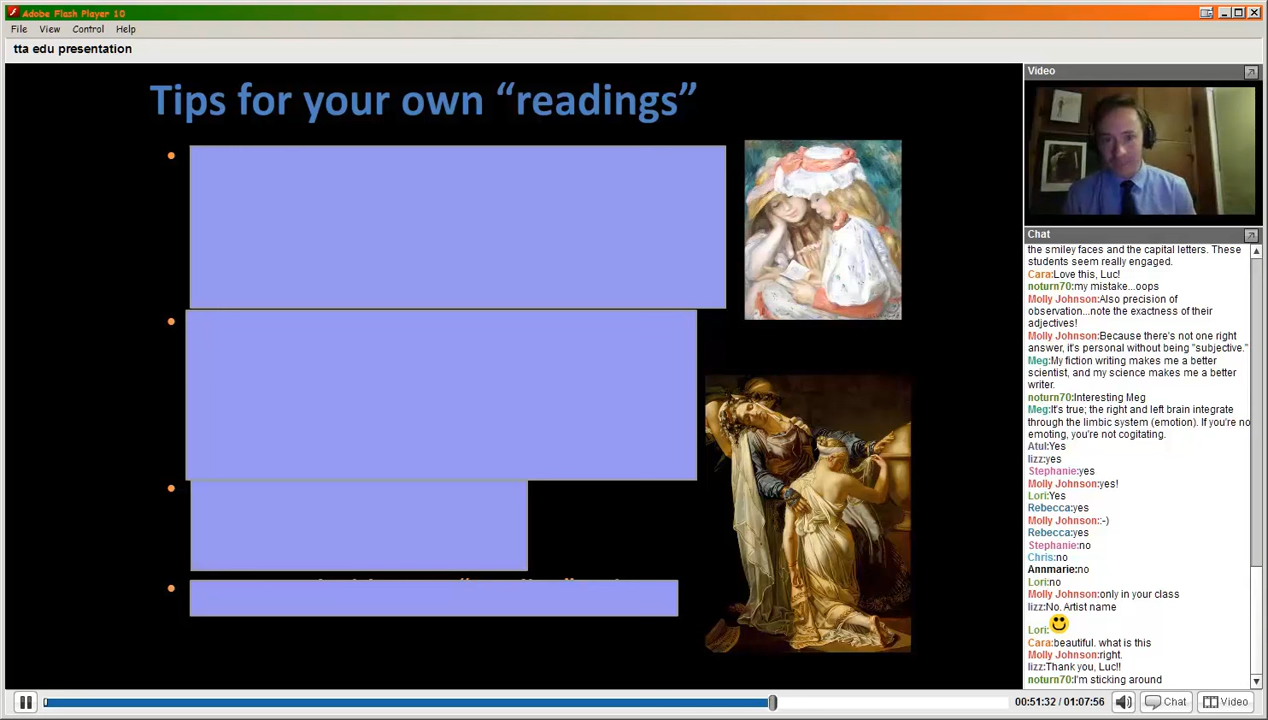 Adobe Flash Player 10
File View Control Help
tta edu presentation
Tips for your own “readings”
Video
Chat
the smiley faces and the capital letters. These
students seem really engaged.
Cara:Love this, Luc!
noturn70:my mistake...oops
Molly Johnson:Also precision of
observation...note the exactness of their
adjectives!
Molly Johnson:Because there's not one right
answer, it's personal without being "subjective."
Meg:My fiction writing makes me a better
scientist, and my science makes me a better
writer.
noturn70:Interesting Meg
Meg:It's true; the right and left brain integrate
through the limbic system (emotion). If you're no
emoting, you're not cogitating.
Atul:Yes
lizz:yes
Stephanie:yes
Molly Johnson:yes!
Lori:Yes
Rebecca:yes
Molly Johnson::-)
Rebecca:yes
Stephanie:no
Chris:no
Annmarie:no
Lori:no
Molly Johnson:only in your class
lizz:No. Artist name
Lori:
Cara:beautiful. what is this
Molly Johnson:right.
lizz:Thank you, Luc!!
noturn70:I'm sticking around
00:51:32 / 01:07:56
Chat
Video